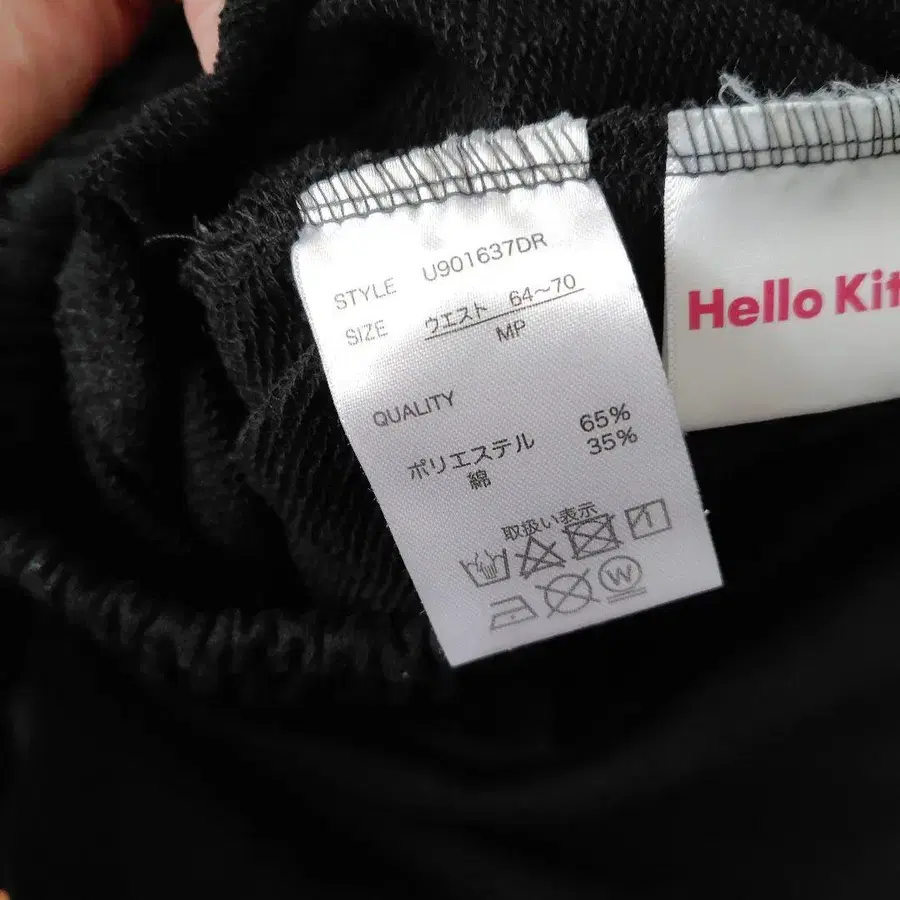 STYLE U901637DR
SIZE ウエスト 64~70
MP
QUALITY
ポリエステル 65%
綿 35%
取扱い表示
W
Hello Kit